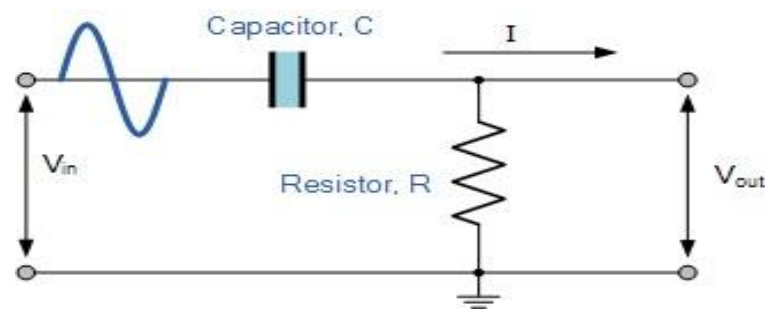 Capacitor, C
I
Vin
Resistor, R
Vout